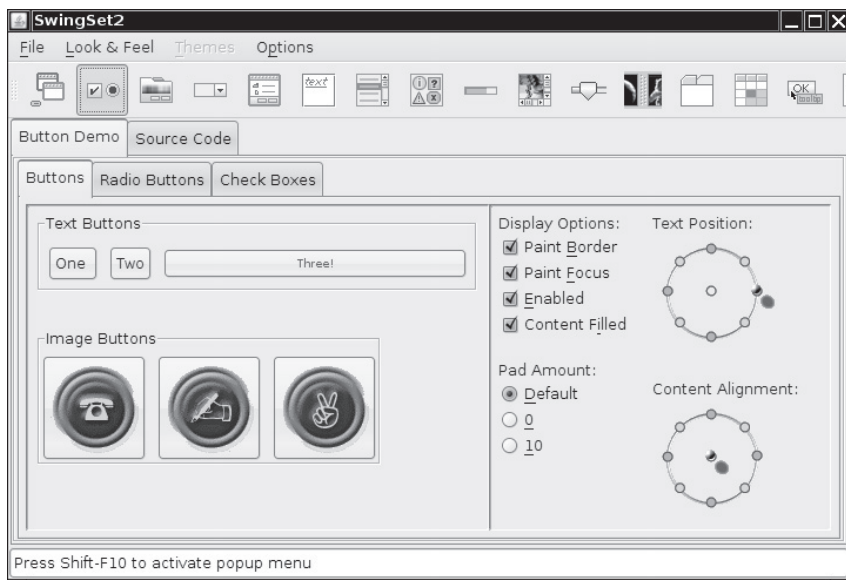 SwingSet2
File Look & Feel Themes Options
text
OK
tooltip
Button Demo Source Code
Buttons Radio Buttons Check Boxes
Text Buttons
One Two Three!
Image Buttons
Display Options:
Paint Border
Paint Focus
Enabled
Content Filled
Text Position:
Pad Amount:
Default
0
10
Content Alignment:
Press Shift-F10 to activate popup menu